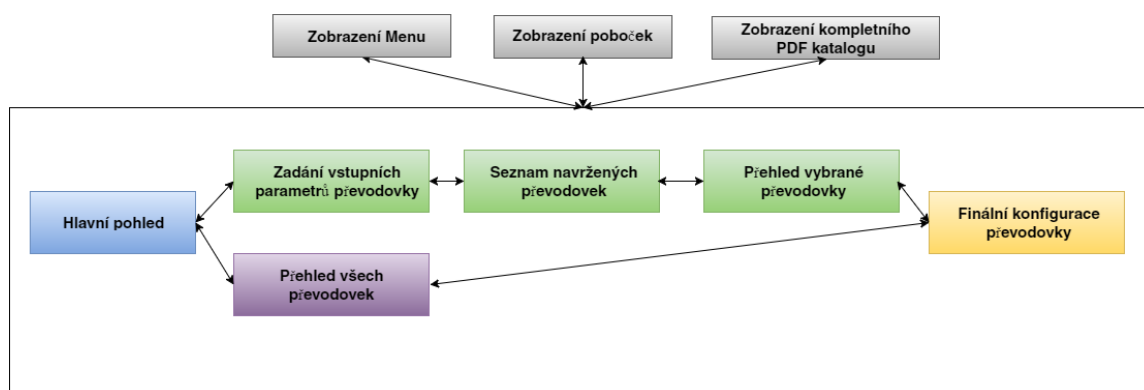 Zobrazení Menu
Zobrazení poboček
Zobrazení kompletního
PDF katalogu
Zadání vstupních
parametrů převodovky
Seznam navržených
převodovek
Přehled vybrané
převodovky
Hlavní pohled
Finální konfigurace
převodovky
Přehled všech
převodovek